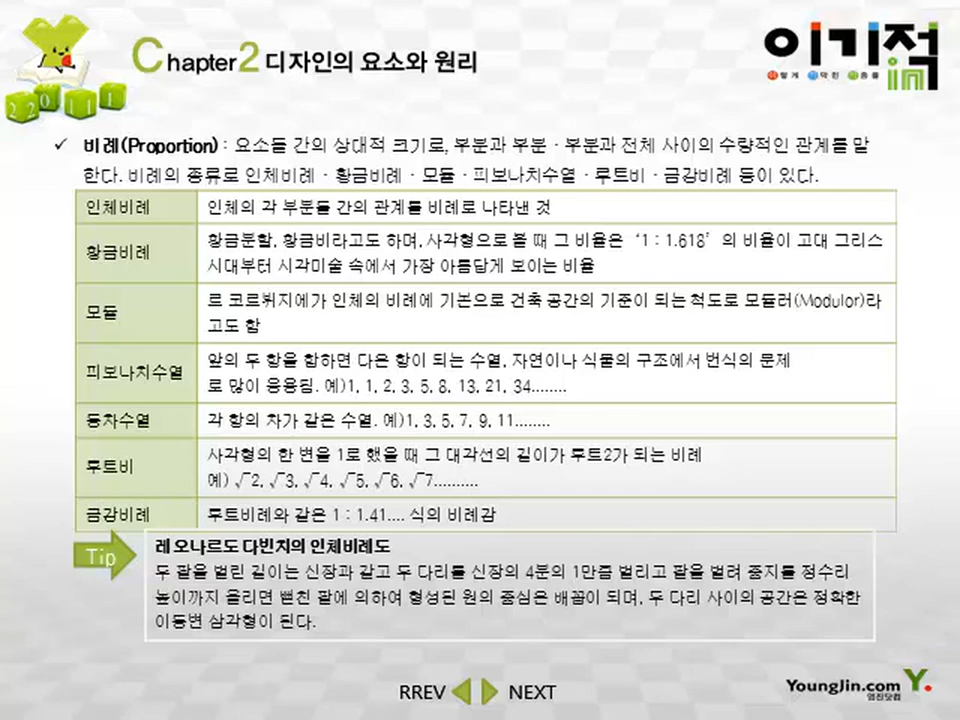 Chapter2 디자인의 요소와 원리
이기적in
이렇게 기막힌 적중률
22011
✓ 비례(Proportion) : 요소들 간의 상대적 크기로, 부분과 부분·부분과 전체 사이의 수량적인 관계를 말
한다. 비례의 종류로 인체비례·황금비례·모듈·피보나치수열·루트비·금강비례 등이 있다.
인체비례
인체의 각 부분들 간의 관계를 비례로 나타낸 것
황금비례
황금분할, 황금비라고도 하며, 사각형으로 볼 때 그 비율은 ‘1 : 1.618’의 비율이 고대 그리스
시대부터 시각미술 속에서 가장 아름답게 보이는 비율
모듈
르 코르뷔지에가 인체의 비례에 기본으로 건축 공간의 기준이 되는 척도로 모듈러(Modulor)라
고도 함
피보나치수열
앞의 두 항을 합하면 다은 항이 되는 수열, 자연이나 식물의 구조에서 번식의 문제
로 많이 응용됨. 예)1, 1, 2, 3, 5, 8, 13, 21, 34........
등차수열
각 항의 차가 같은 수열. 예)1, 3, 5, 7, 9, 11........
루트비
사각형의 한 변을 1로 했을 때 그 대각선의 길이가 루트2가 되는 비례
예) √2, √3, √4, √5, √6, √7..........
금강비례
루트비례와 같은 1 : 1.41.... 식의 비례감
Tip
레오나르도 다빈치의 인체비례도
두 팔을 벌린 길이는 신장과 같고 두 다리를 신장의 4분의 1만큼 벌리고 팔을 벌려 중지를 정수리
높이까지 올리면 뻗친 팔에 의하여 형성된 원의 중심은 배꼽이 되며, 두 다리 사이의 공간은 정확한
이등변 삼각형이 된다.
RREV NEXT
YoungJin.com Y.
영진닷컴